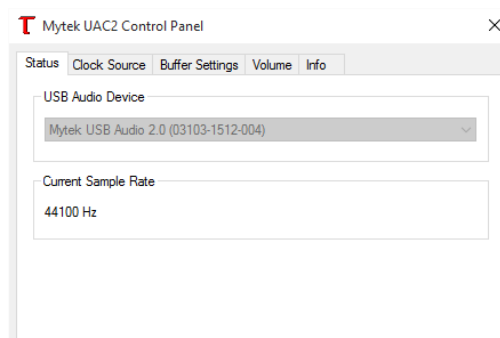 Mytek UAC2 Control Panel
Status Clock Source Buffer Settings Volume Info
USB Audio Device
Mytek USB Audio 2.0 (03103-1512-004)
Current Sample Rate
44100 Hz